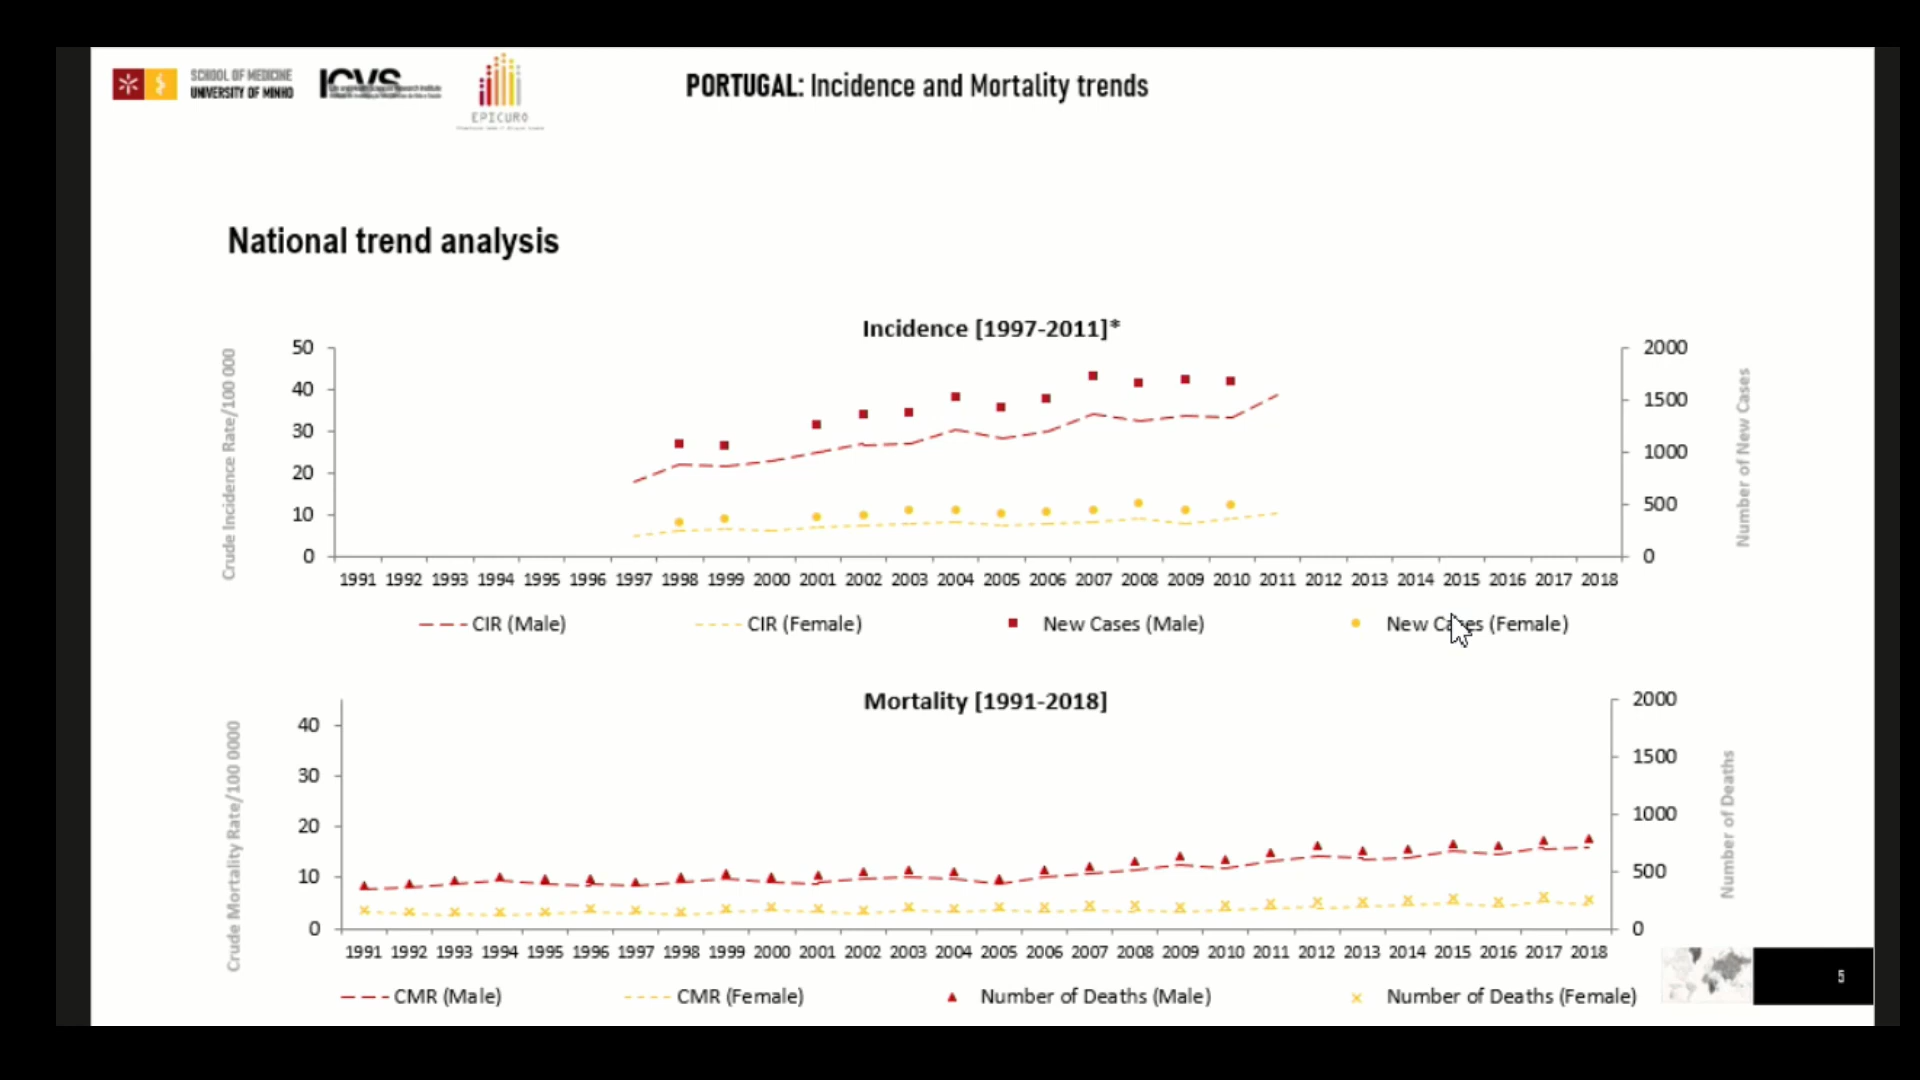 SCHOOL OF MEDICINE
UNIVERSITY OF MINHO
ICVS
EPICURO
PORTUGAL: Incidence and Mortality trends
National trend analysis
Incidence [1997-2011]*
Crude Incidence Rate/100 000
50
40
30
20
10
0
2000
1500
1000
500
0
Number of New Cases
1991 1992 1993 1994 1995 1996 1997 1998 1999 2000 2001 2002 2003 2004 2005 2006 2007 2008 2009 2010 2011 2012 2013 2014 2015 2016 2017 2018
CIR (Male) CIR (Female) New Cases (Male) New Cases (Female)
Mortality [1991-2018]
Crude Mortality Rate/100 0000
40
30
20
10
0
2000
1500
1000
500
0
Number of Deaths
1991 1992 1993 1994 1995 1996 1997 1998 1999 2000 2001 2002 2003 2004 2005 2006 2007 2008 2009 2010 2011 2012 2013 2014 2015 2016 2017 2018
CMR (Male) CMR (Female) Number of Deaths (Male) Number of Deaths (Female)
5